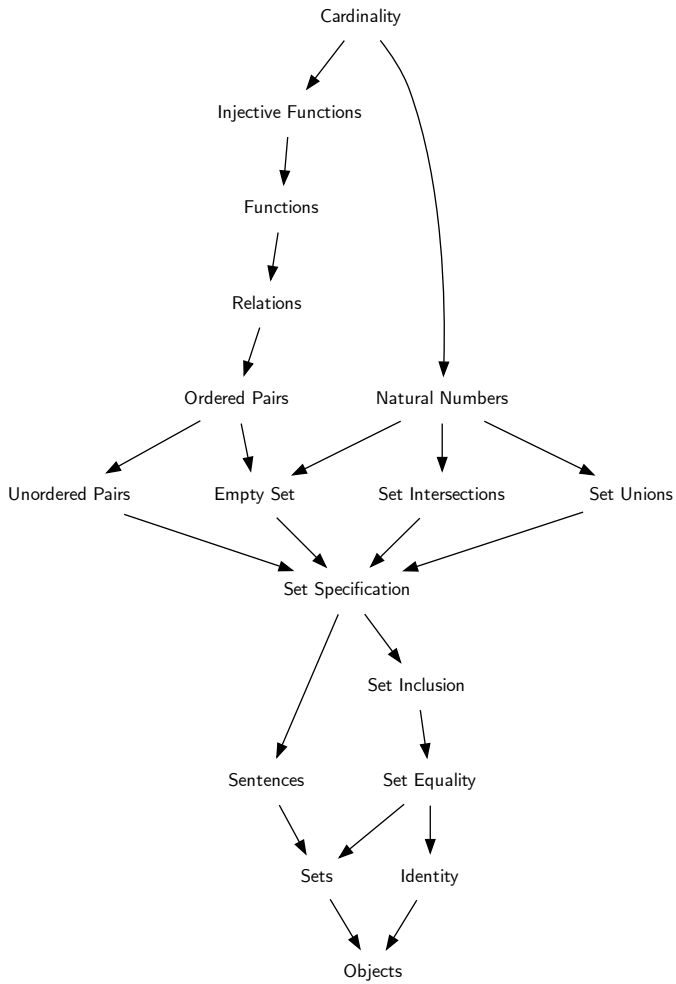 Cardinality
Injective Functions
Functions
Relations
Ordered Pairs
Natural Numbers
Unordered Pairs
Empty Set
Set Intersections
Set Unions
Set Specification
Set Inclusion
Sentences
Set Equality
Sets
Identity
Objects